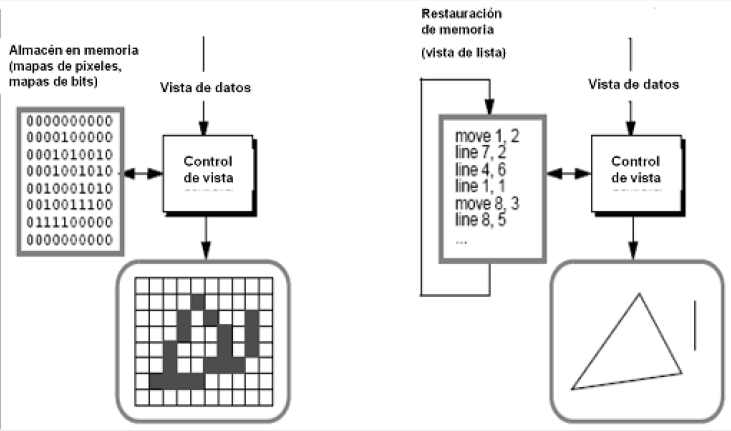 Almacén en memoria
(mapas de pixeles,
mapas de bits)
Vista de datos
0000000000
0000100000
0001010010
0001001010
0010001010
0010011100
0111100000
0000000000
Control
de vista
Restauración
de memoria
(vista de lista)
Vista de datos
move 1, 2
line 7, 2
line 4, 6
line 1, 1
move 8, 3
line 8, 5
...
Control
de vista